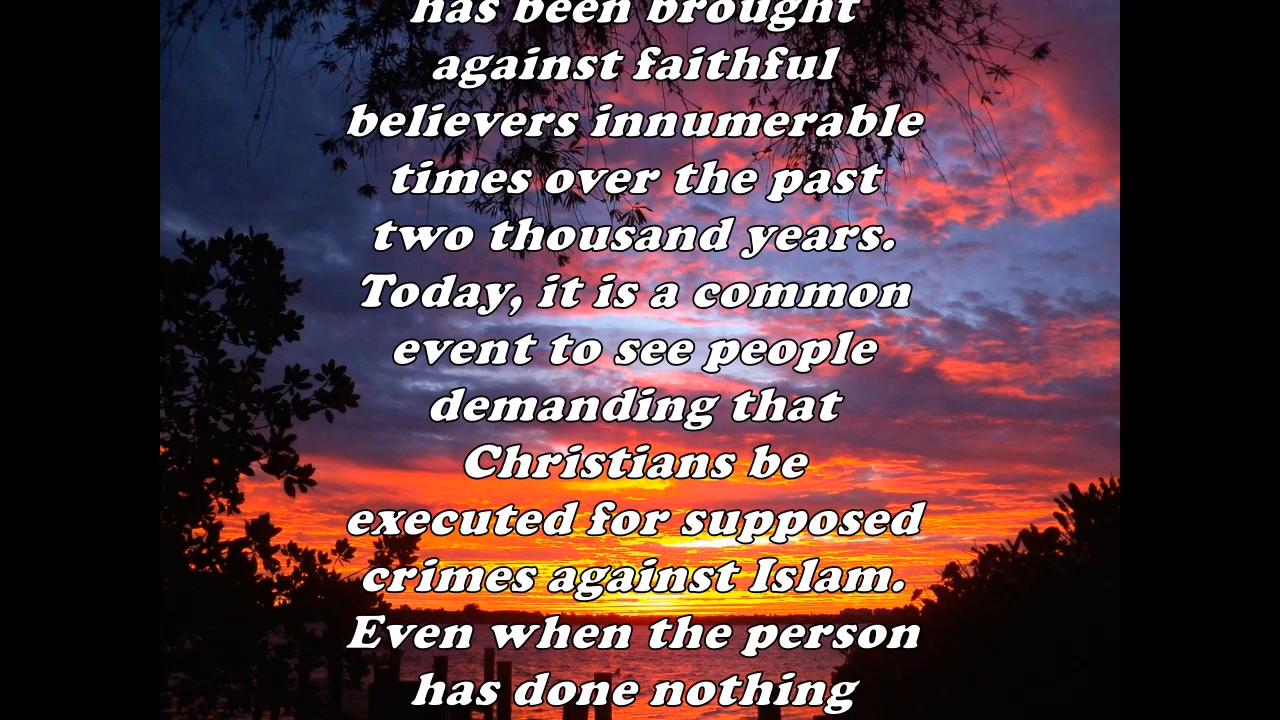 has been brought
against faithful
believers innumerable
times over the past
two thousand years.
Today, it is a common
event to see people
demanding that
Christians be
executed for supposed
crimes against Islam.
Even when the person
has done nothing